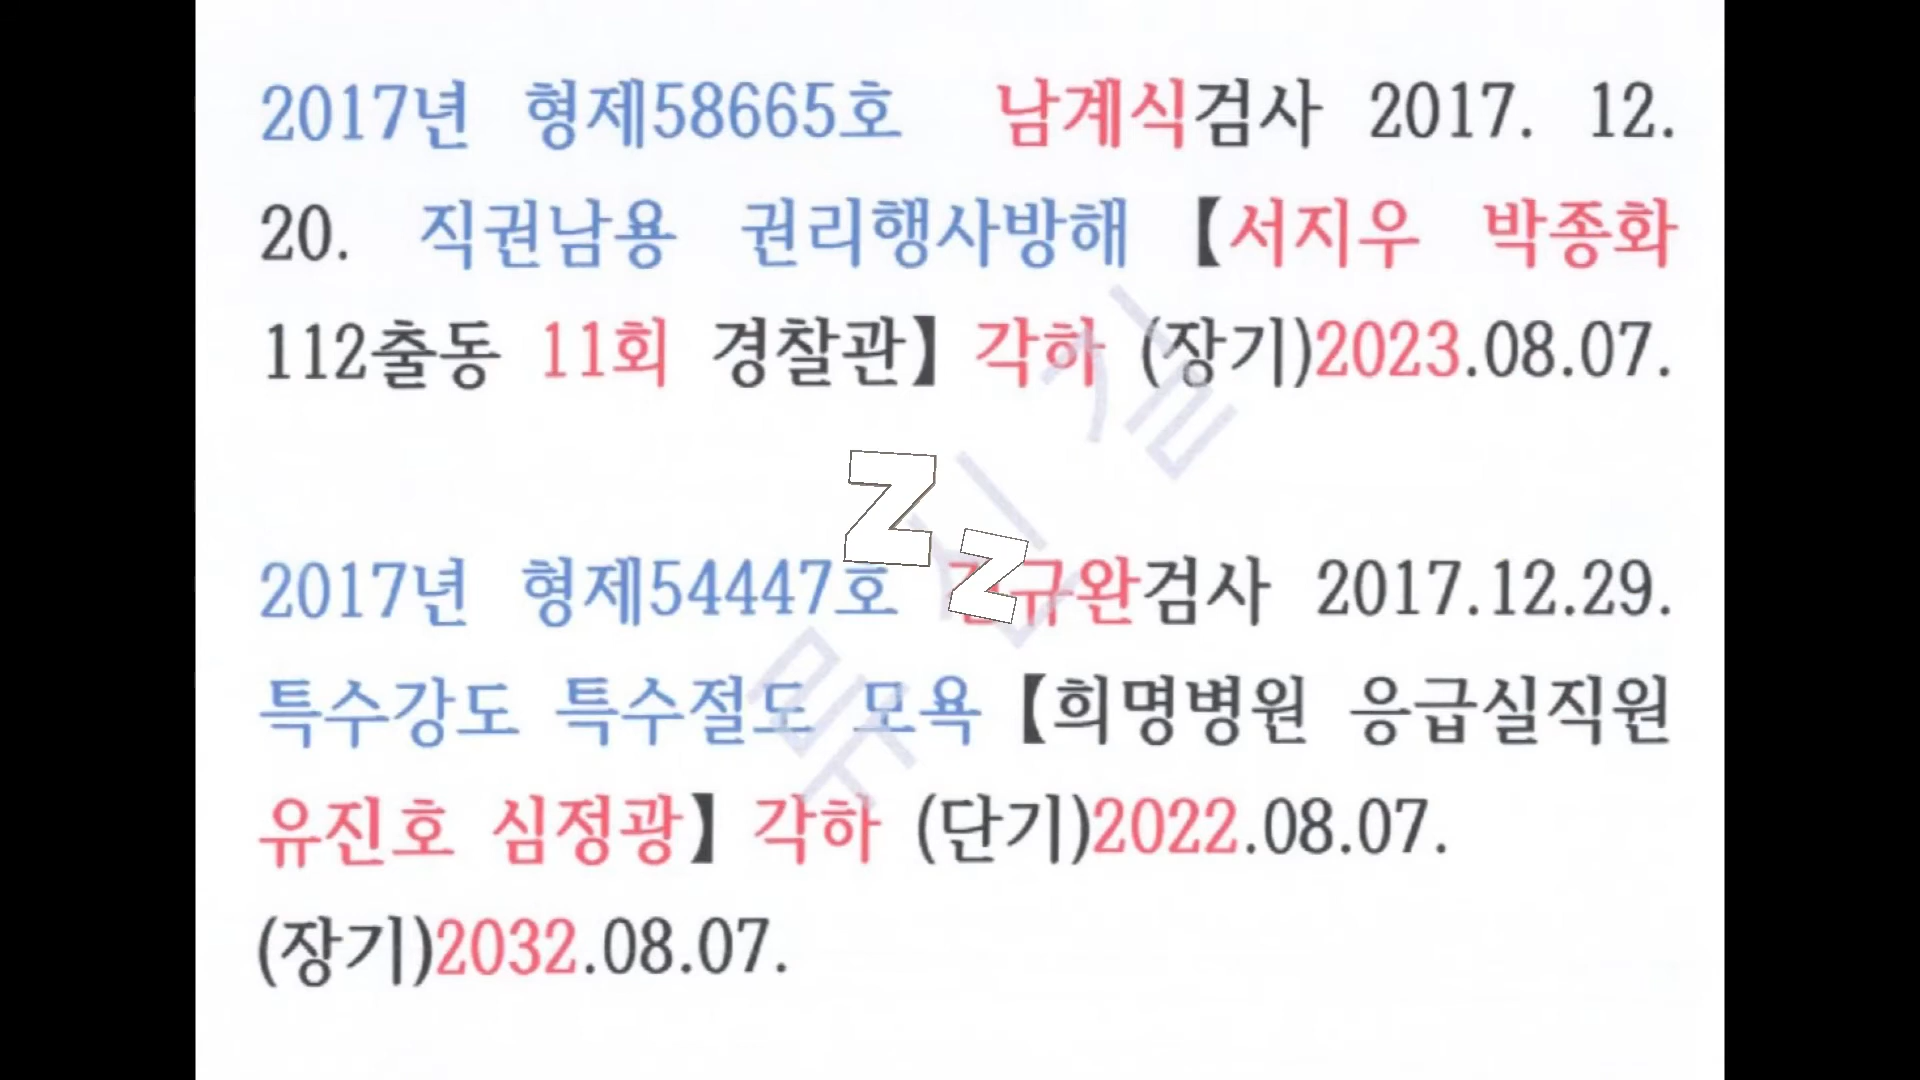 2017년 형제58665호 남계식검사 2017. 12.
20. 직권남용 권리행사방해 【서지우 박종화
112출동 11회 경찰관】 각하 (장기)2023.08.07.
Z
z
2017년 형제54447호 검사 2017.12.29.
특수강도 특수절도 모욕【희명병원 응급실직원
유진호 심정광】 각하 (단기)2022.08.07.
(장기)2032.08.07.